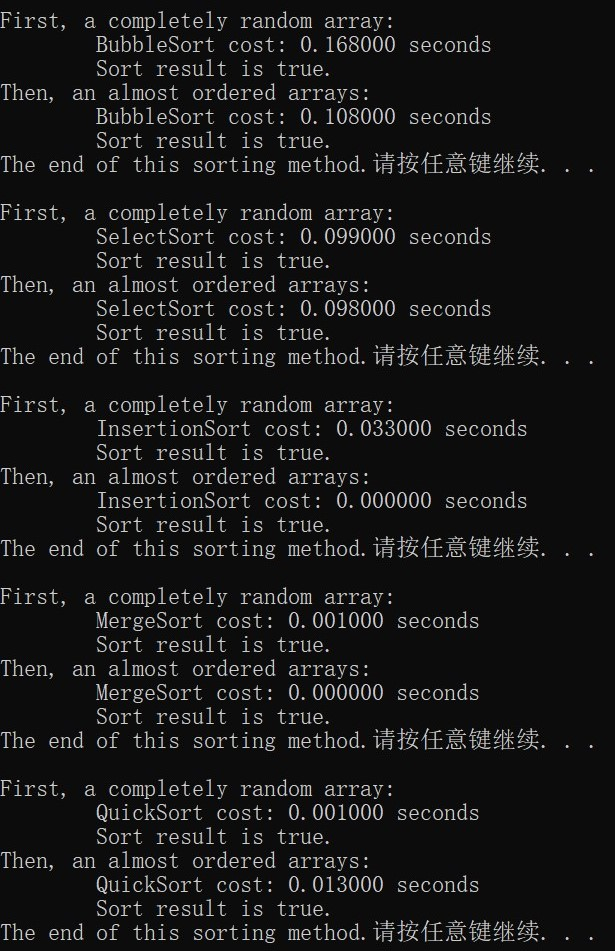 First, a completely random array:
BubbleSort cost: 0.168000 seconds
Sort result is true.
Then, an almost ordered arrays:
BubbleSort cost: 0.108000 seconds
Sort result is true.
The end of this sorting method.请按任意键继续. . .
First, a completely random array:
SelectSort cost: 0.099000 seconds
Sort result is true.
Then, an almost ordered arrays:
SelectSort cost: 0.098000 seconds
Sort result is true.
The end of this sorting method.请按任意键继续. . .
First, a completely random array:
InsertionSort cost: 0.033000 seconds
Sort result is true.
Then, an almost ordered arrays:
InsertionSort cost: 0.000000 seconds
Sort result is true.
The end of this sorting method.请按任意键继续. . .
First, a completely random array:
MergeSort cost: 0.001000 seconds
Sort result is true.
Then, an almost ordered arrays:
MergeSort cost: 0.000000 seconds
Sort result is true.
The end of this sorting method.请按任意键继续. . .
First, a completely random array:
QuickSort cost: 0.001000 seconds
Sort result is true.
Then, an almost ordered arrays:
QuickSort cost: 0.013000 seconds
Sort result is true.
The end of this sorting method.请按任意键继续. . .